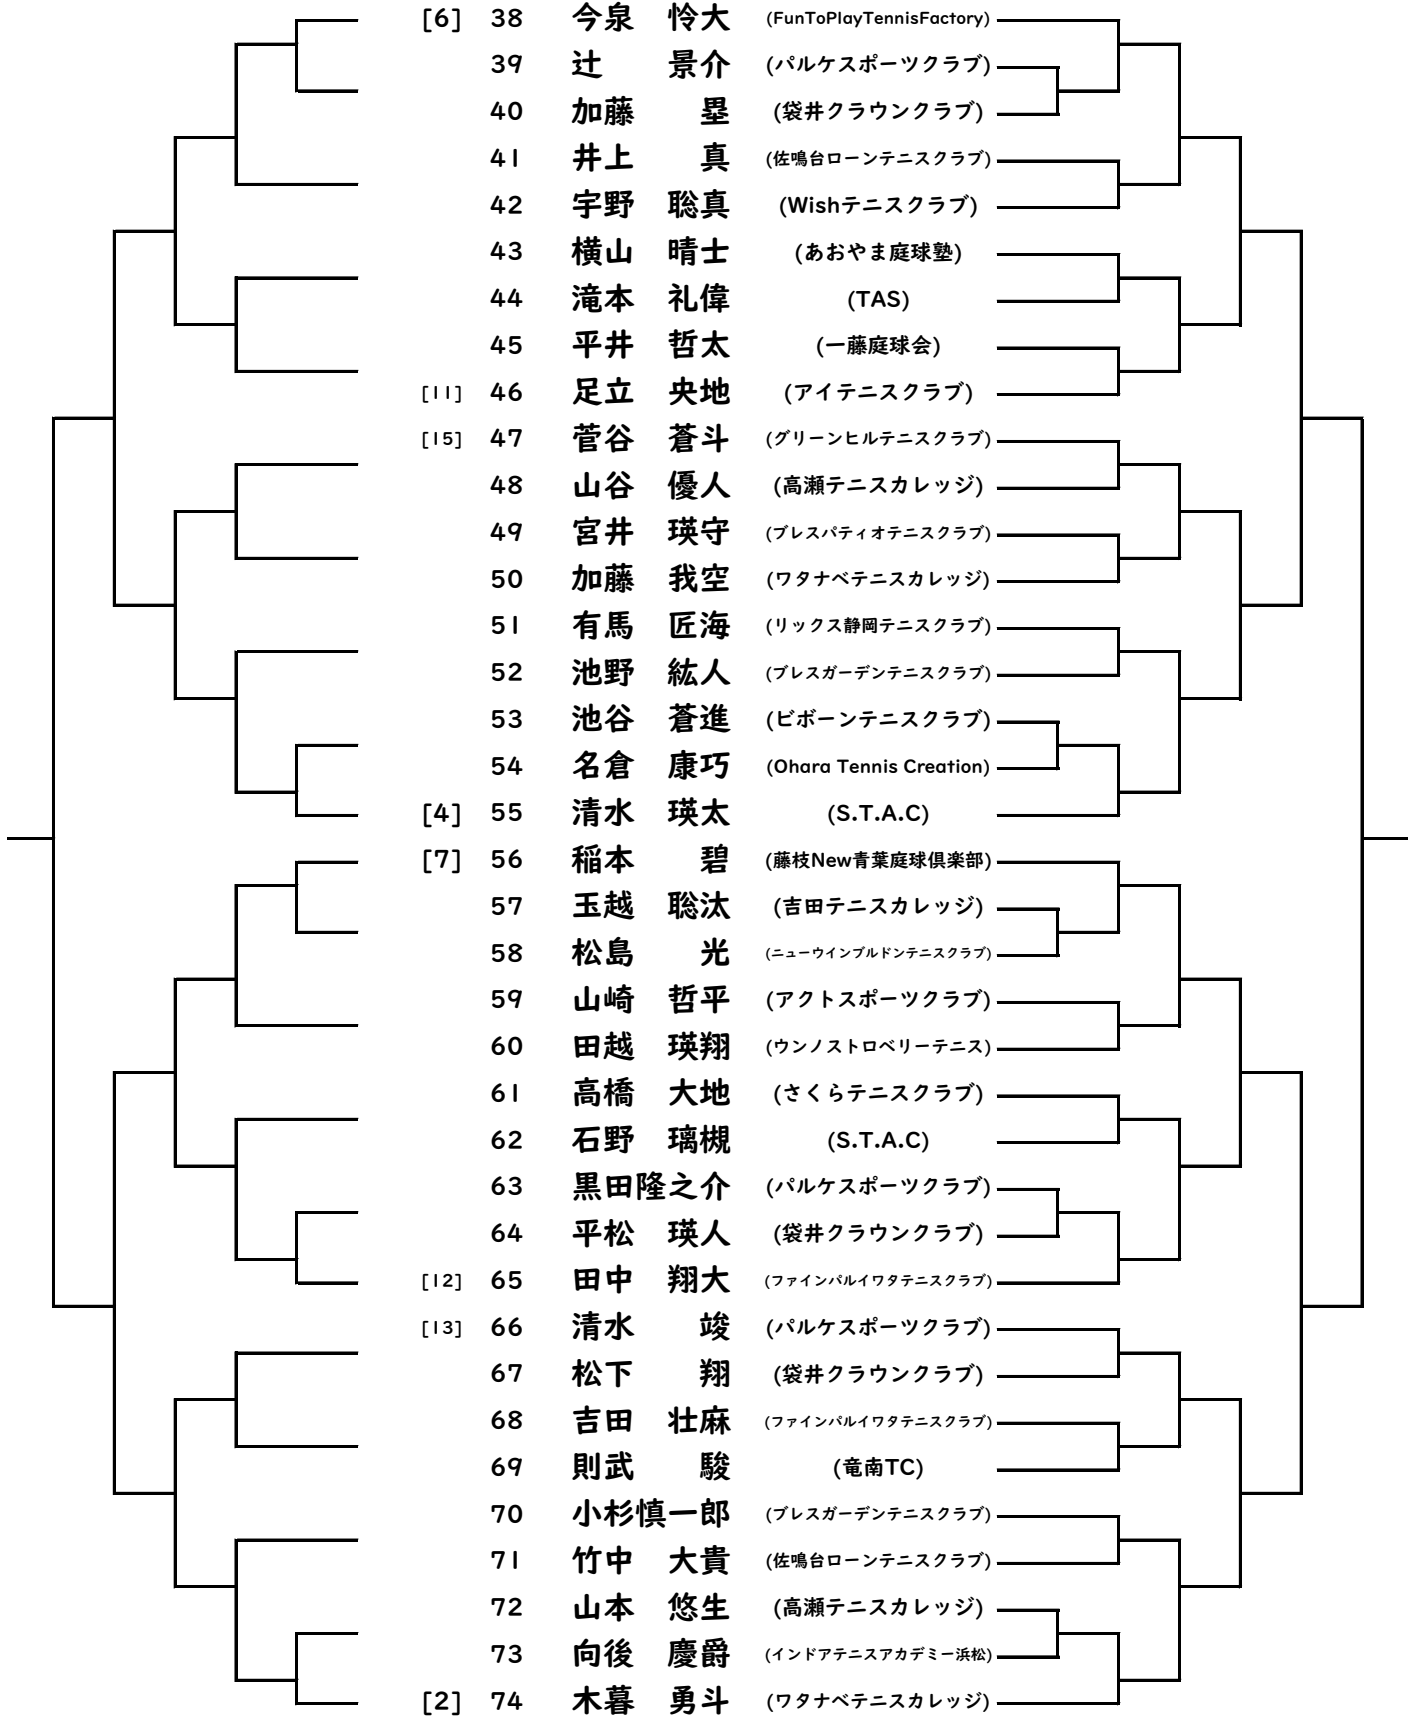 [6] 38 今泉 怜大 (FunToPlayTennisFactory)
39 辻 景介 (パルケスポーツクラブ)
40 加藤 塁 (袋井クラウンクラブ)
41 井上 真 (佐鳴台ローンテニスクラブ)
42 宇野 聡真 (Wishテニスクラブ)
43 横山 晴士 (あおやま庭球塾)
44 滝本 礼偉 (TAS)
45 平井 哲太 (一藤庭球会)
[11] 46 足立 央地 (アイテニスクラブ)
[15] 47 菅谷 蒼斗 (グリーンヒルテニスクラブ)
48 山谷 優人 (高瀬テニスカレッジ)
49 宮井 瑛守 (ブレスパティオテニスクラブ)
50 加藤 我空 (ワタナベテニスカレッジ)
51 有馬 匠海 (リックス静岡テニスクラブ)
52 池野 紘人 (ブレスガーデンテニスクラブ)
53 池谷 蒼進 (ビボーンテニスクラブ)
54 名倉 康巧 (Ohara Tennis Creation)
[4] 55 清水 瑛太 (S.T.A.C)
[7] 56 稲本 碧 (藤枝New青葉庭球倶楽部)
57 玉越 聡汰 (吉田テニスカレッジ)
58 松島 光 (ニューウインブルドンテニスクラブ)
59 山崎 哲平 (アクトスポーツクラブ)
60 田越 瑛翔 (ウンノストロベリーテニス)
61 高橋 大地 (さくらテニスクラブ)
62 石野 璃槻 (S.T.A.C)
63 黒田隆之介 (パルケスポーツクラブ)
64 平松 瑛人 (袋井クラウンクラブ)
[12] 65 田中 翔大 (ファインパルイワタテニスクラブ)
[13] 66 清水 竣 (パルケスポーツクラブ)
67 松下 翔 (袋井クラウンクラブ)
68 吉田 壮麻 (ファインパルイワタテニスクラブ)
69 則武 駿 (竜南TC)
70 小杉慎一郎 (ブレスガーデンテニスクラブ)
71 竹中 大貴 (佐鳴台ローンテニスクラブ)
72 山本 悠生 (高瀬テニスカレッジ)
73 向後 慶爵 (インドアテニスアカデミー浜松)
[2] 74 木暮 勇斗 (ワタナベテニスカレッジ)